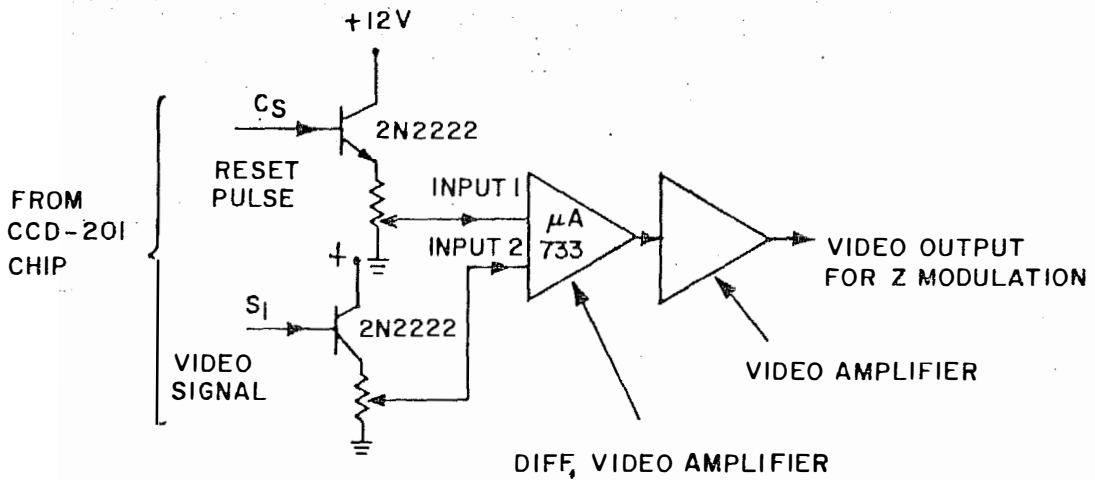 +12V
CS
2N2222
RESET
PULSE
FROM
CCD-201
CHIP
INPUT 1
INPUT 2
μA
733
+
S1
2N2222
VIDEO
SIGNAL
VIDEO OUTPUT
FOR Z MODULATION
VIDEO AMPLIFIER
DIFF, VIDEO AMPLIFIER